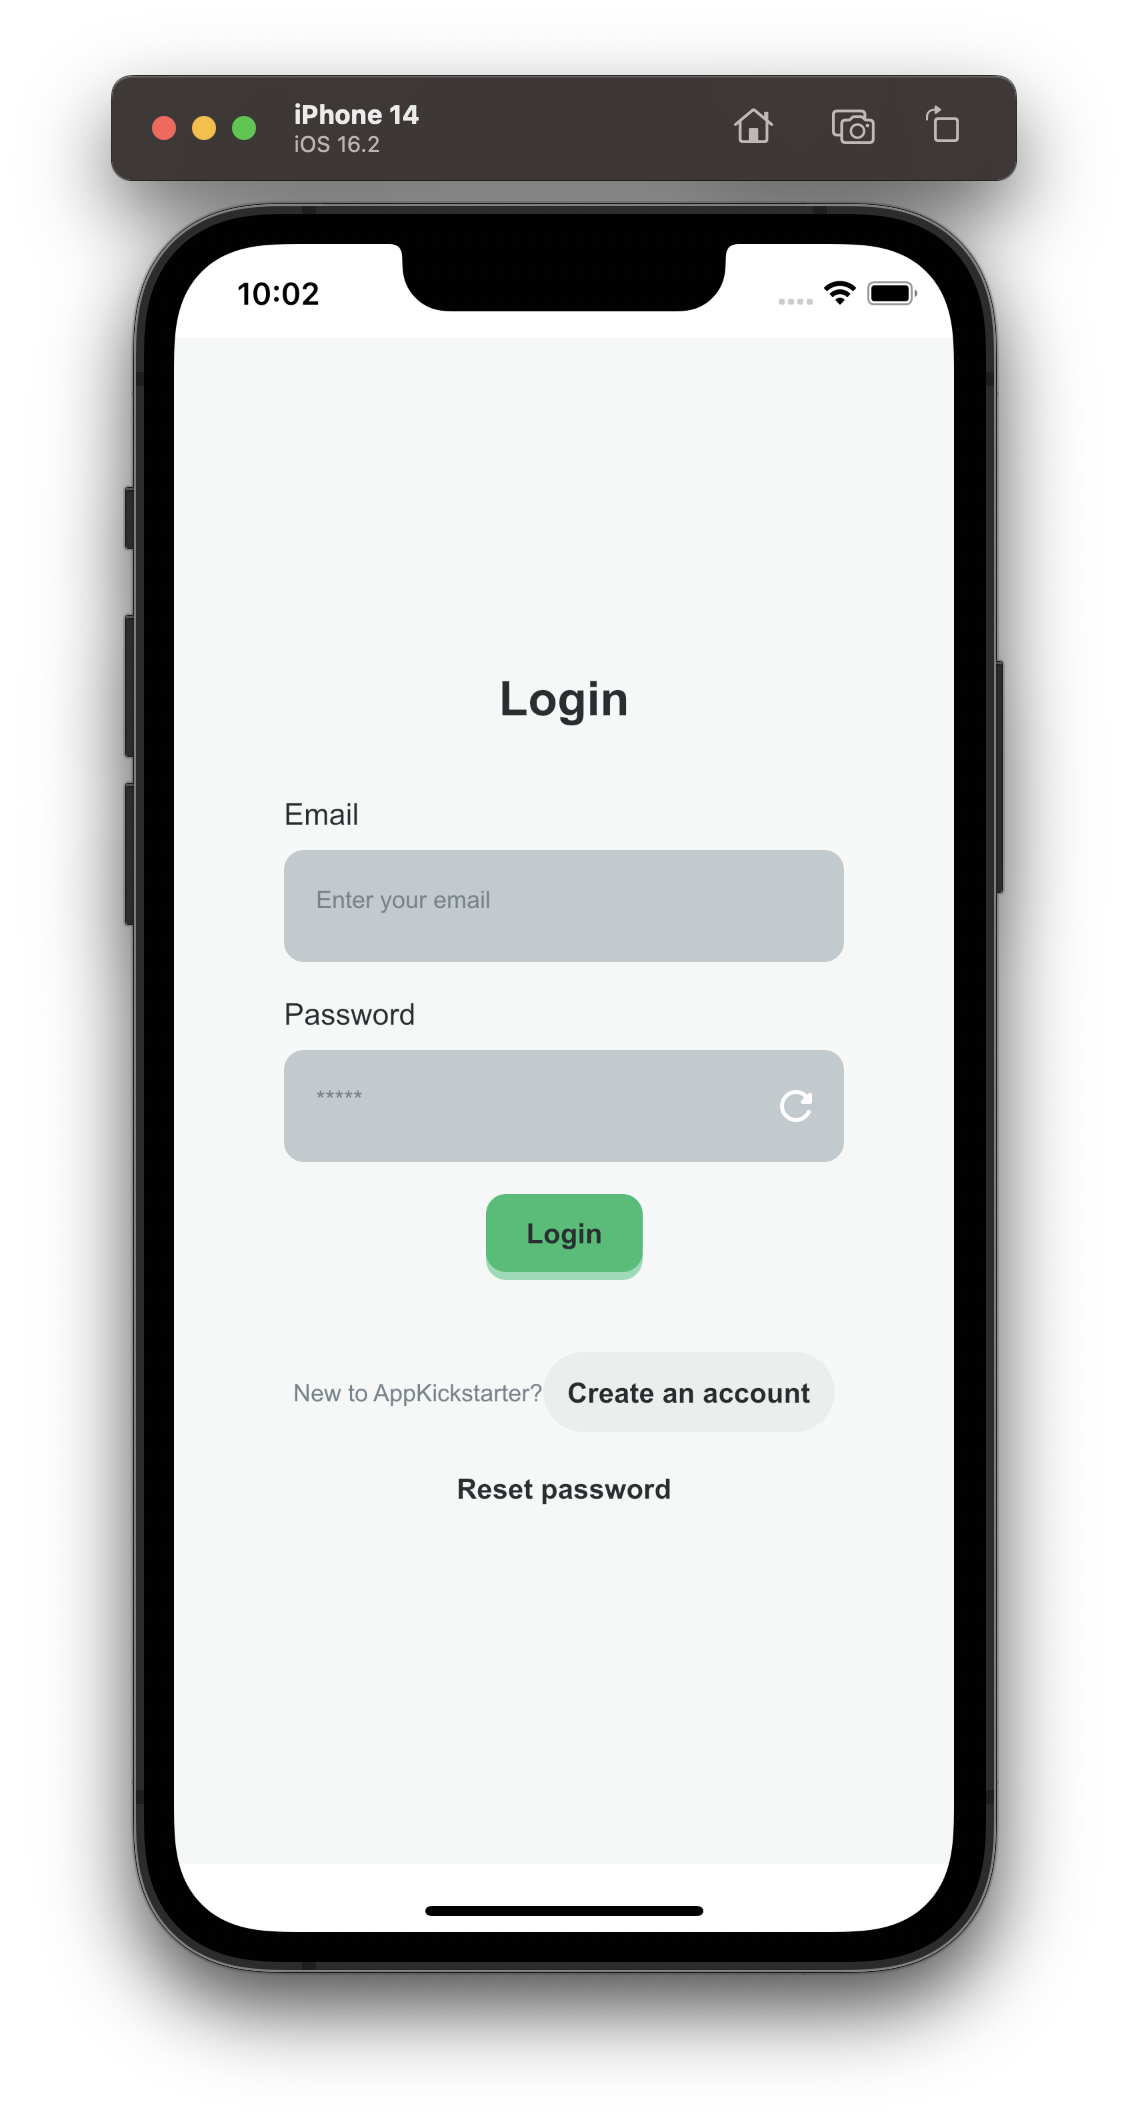 iPhone 14
iOS 16.2
10:02
Login
Email
Enter your email
Password
*****
Login
New to AppKickstarter? Create an account
Reset password